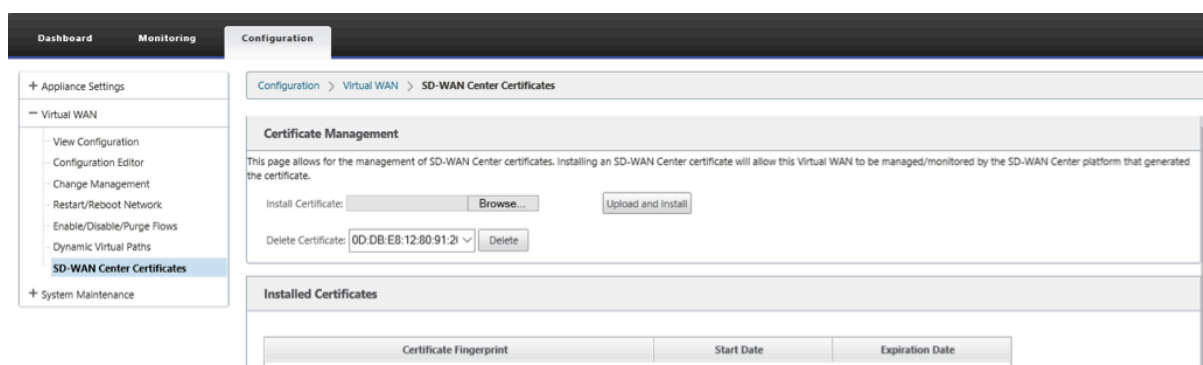 Dashboard Monitoring Configuration
+ Appliance Settings
− Virtual WAN
View Configuration
Configuration Editor
Change Management
Restart/Reboot Network
Enable/Disable/Purge Flows
Dynamic Virtual Paths
SD-WAN Center Certificates
+ System Maintenance
Configuration > Virtual WAN > SD-WAN Center Certificates
Certificate Management
This page allows for the management of SD-WAN Center certificates. Installing an SD-WAN Center certificate will allow this Virtual WAN to be managed/monitored by the SD-WAN Center platform that generated
the certificate.
Install Certificate: Browse... Upload and Install
Delete Certificate: 0D:DB:E8:12:80:91:2( Delete
Installed Certificates
Certificate Fingerprint Start Date Expiration Date